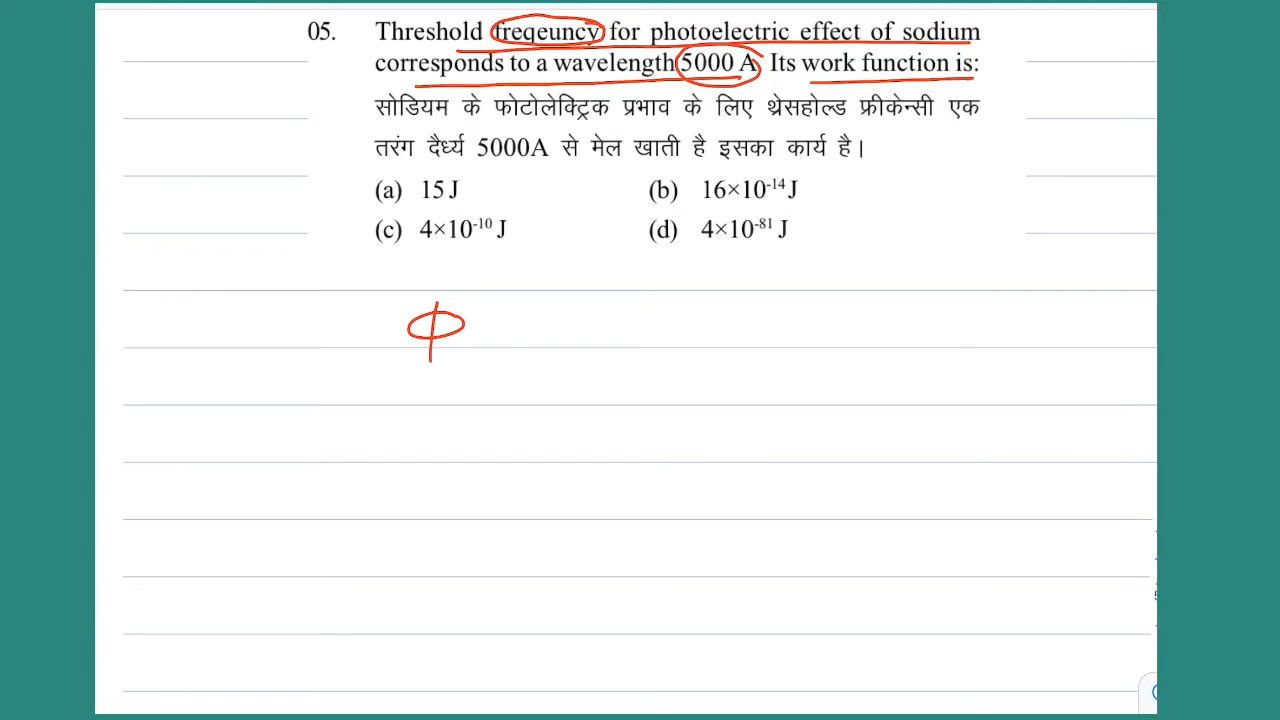 05. Threshold freqeuncy for photoelectric effect of sodium
corresponds to a wavelength 5000 A. Its work function is:
सोडियम के फोटोलेक्ट्रिक प्रभाव के लिए थ्रेसहोल्ड फ्रीकेन्सी एक
तरंग दैर्ध्य 5000A से मेल खाती है इसका कार्य है।
(a) 15 J (b) 16×10⁻¹⁴ J
(c) 4×10⁻¹⁰ J (d) 4×10⁻⁸¹ J
ϕ